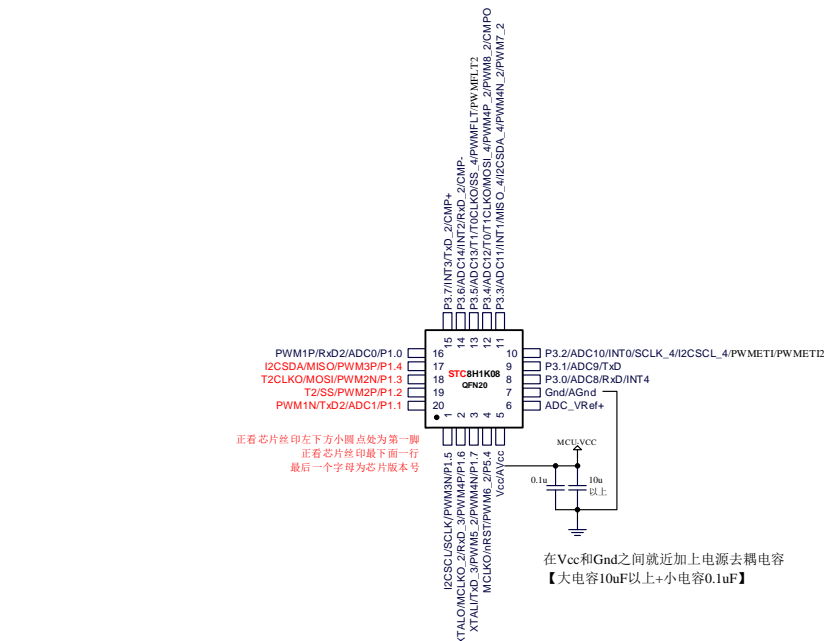 P3.7/INT3/TxD_2/CMP+
P3.6/ADC14/INT2/RxD_2/CMP-
P3.5/ADC13/T1/T0CLKO/SS_4/PWMFLT/PWMFLT2
P3.4/ADC12/T0/T1CLKO/MOSI_4/PWM4P_2/PWM8_2/CMPO
P3.3/ADC11/INT1/MISO_4/I2CSDA_4/PWM4N_2/PWM7_2
15 14 13 12 11
PWM1P/RxD2/ADC0/P1.0 16
I2CSDA/MISO/PWM3P/P1.4 17
T2CLKO/MOSI/PWM2N/P1.3 18
T2/SS/PWM2P/P1.2 19
PWM1N/TxD2/ADC1/P1.1 20
STC8H1K08
QFN20
10 P3.2/ADC10/INT0/SCLK_4/I2CSCL_4/PWMETI/PWMETI2
9 P3.1/ADC9/TxD
8 P3.0/ADC8/RxD/INT4
7 Gnd/AGnd
6 ADC_VRef+
1 2 3 4 5
正看芯片丝印左下方小圆点处为第一脚
正看芯片丝印最下面一行
最后一个字母为芯片版本号
I2CSCL/SCLK/PWM3N/P1.5
XTALO/MCLKO_2/RxD_3/PWM4P/P1.6
XTALI/TxD_3/PWM5_2/PWM4N/P1.7
MCLKO/nRST/PWM6_2/P5.4
Vcc/AVcc
MCU-VCC
0.1u
10u
以上
在Vcc和Gnd之间就近加上电源去耦电容
【大电容10uF以上+小电容0.1uF】